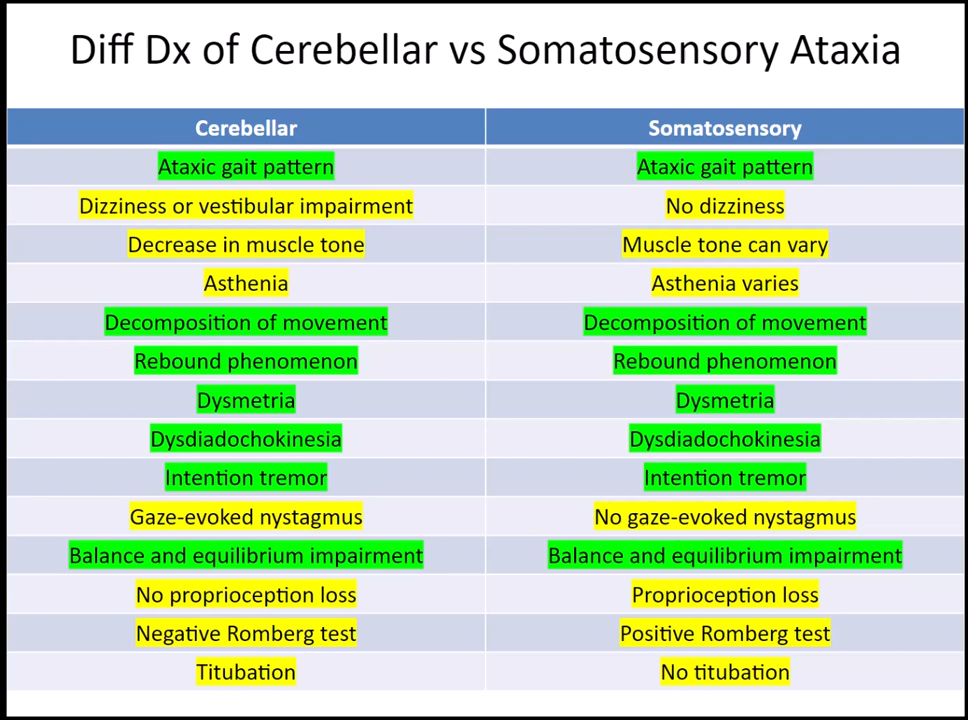 Diff Dx of Cerebellar vs Somatosensory Ataxia
Cerebellar Somatosensory
Ataxic gait pattern Ataxic gait pattern
Dizziness or vestibular impairment No dizziness
Decrease in muscle tone Muscle tone can vary
Asthenia Asthenia varies
Decomposition of movement Decomposition of movement
Rebound phenomenon Rebound phenomenon
Dysmetria Dysmetria
Dysdiadochokinesia Dysdiadochokinesia
Intention tremor Intention tremor
Gaze-evoked nystagmus No gaze-evoked nystagmus
Balance and equilibrium impairment Balance and equilibrium impairment
No proprioception loss Proprioception loss
Negative Romberg test Positive Romberg test
Titubation No titubation